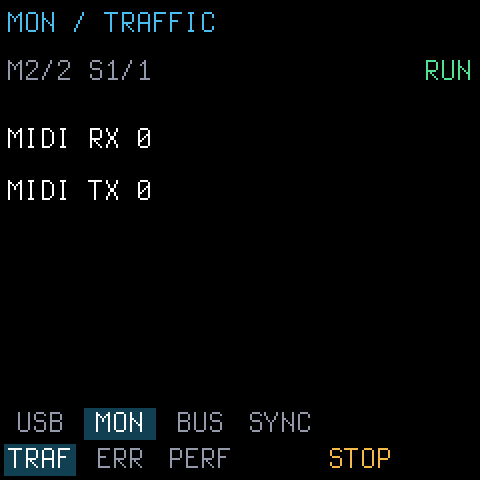 MON / TRAFFIC
M2/2 S1/1 RUN
MIDI RX 0
MIDI TX 0
USB MON BUS SYNC
TRAF ERR PERF STOP